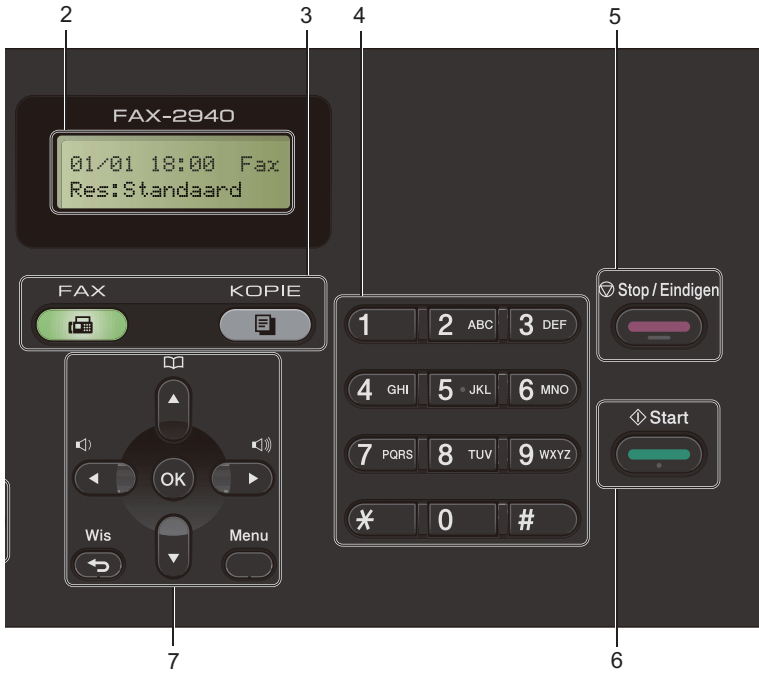 2 3 4 5
FAX-2940
01/01 18:00 Fax
Res:Standaard
FAX KOPIE
Stop / Eindigen
1 2 ABC 3 DEF
4 GHI 5 JKL 6 MNO
Start
7 PQRS 8 TUV 9 WXYZ
OK
* 0 #
Wis Menu
7 6